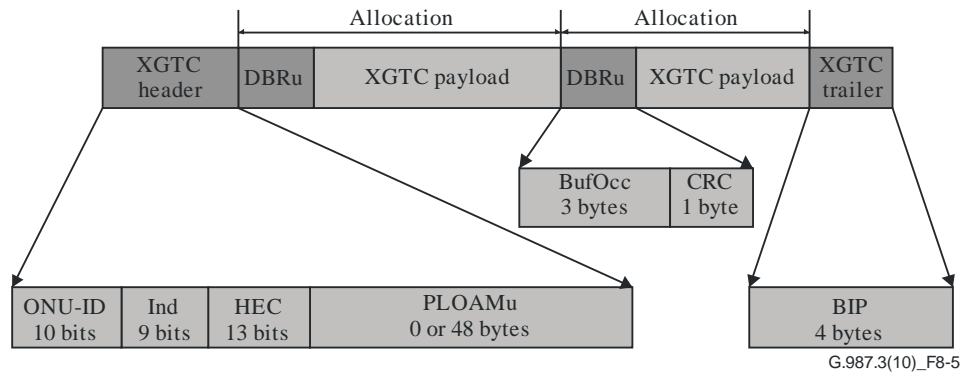 Allocation Allocation
XGTC header DBRu XGTC payload DBRu XGTC payload XGTC trailer
BufOcc 3 bytes CRC 1 byte
ONU-ID 10 bits Ind 9 bits HEC 13 bits PLOAMu 0 or 48 bytes BIP 4 bytes
G.987.3(10)_F8-5